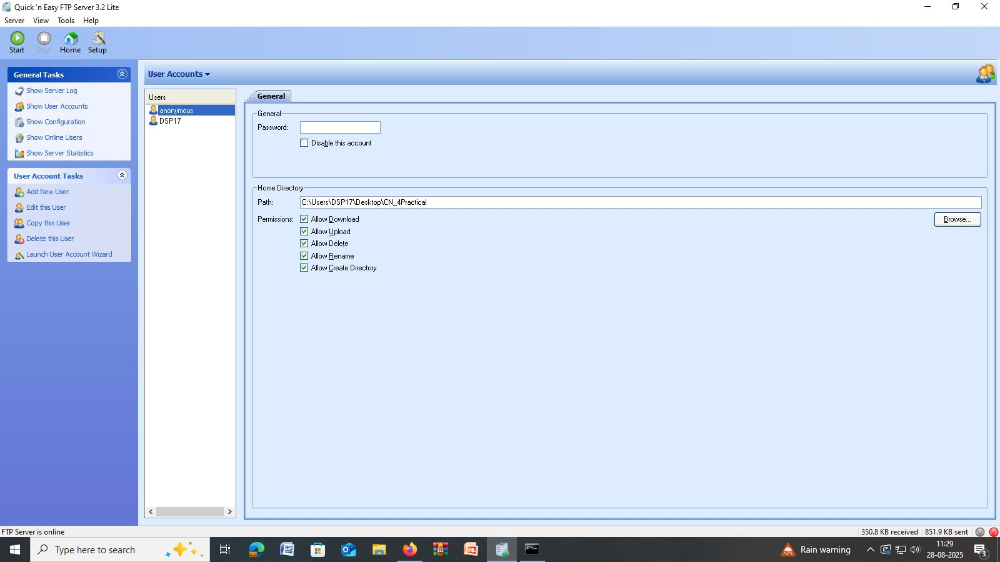 Quick 'n Easy FTP Server 3.2 Lite
Server View Tools Help
Start Stop Home Setup
General Tasks
Show Server Log
Show User Accounts
Show Configuration
Show Online Users
Show Server Statistics
User Account Tasks
Add New User
Edit this User
Copy this User
Delete this User
Launch User Account Wizard
User Accounts
Users
anonymous
DSP17
General
General
Password:
Disable this account
Home Directory
Path: C:\Users\DSP17\Desktop\CN_4Practical
Permissions: Allow Download
Browse...
Allow Upload
Allow Delete
Allow Rename
Allow Create Directory
FTP Server is online
350.8 KB received 851.9 KB sent
Type here to search
Rain warning
11:29
28-08-2025
3